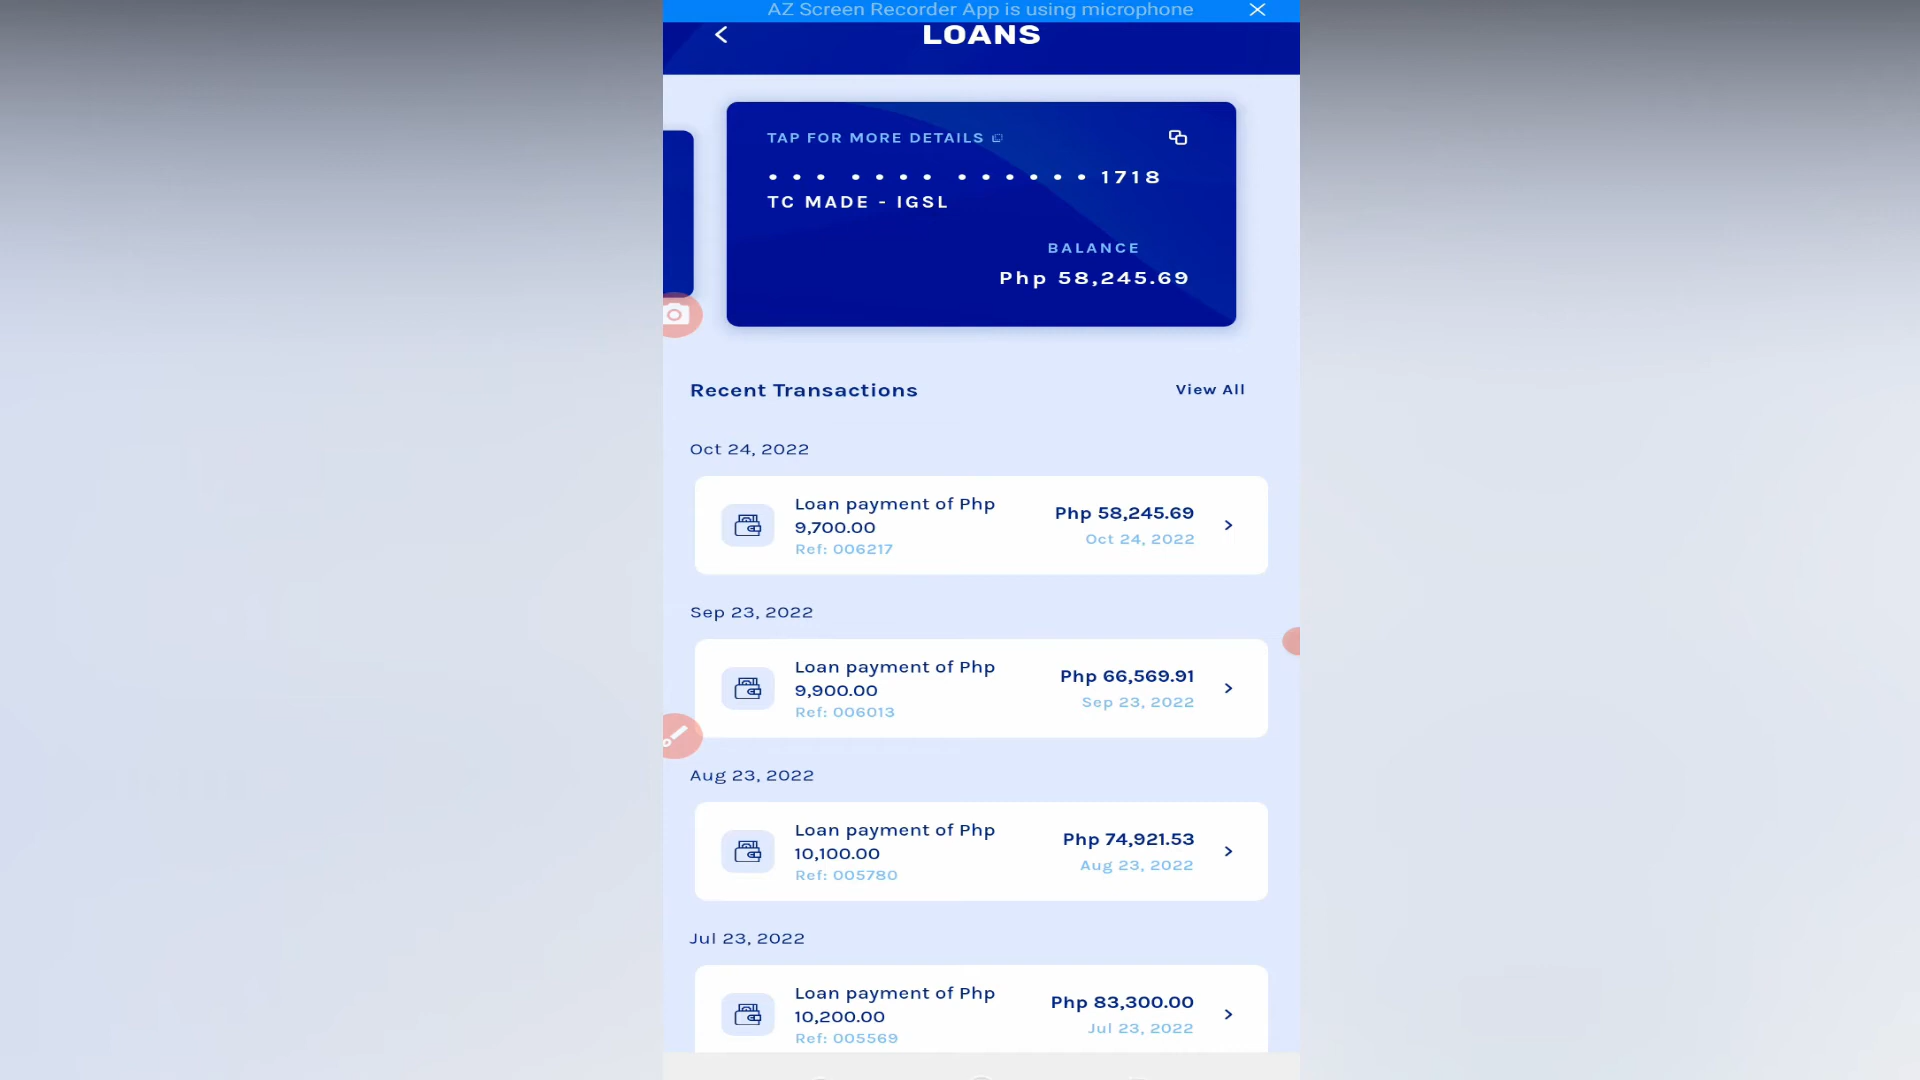 AZ Screen Recorder App is using microphone
LOANS
TAP FOR MORE DETAILS
• • • • • • • • • • • • • 1718
TC MADE - IGSL
BALANCE
Php 58,245.69
Recent Transactions
View All
Oct 24, 2022
Loan payment of Php
9,700.00
Ref: 006217
Php 58,245.69
Oct 24, 2022
Sep 23, 2022
Loan payment of Php
9,900.00
Ref: 006013
Php 66,569.91
Sep 23, 2022
Aug 23, 2022
Loan payment of Php
10,100.00
Ref: 005780
Php 74,921.53
Aug 23, 2022
Jul 23, 2022
Loan payment of Php
10,200.00
Ref: 005569
Php 83,300.00
Jul 23, 2022